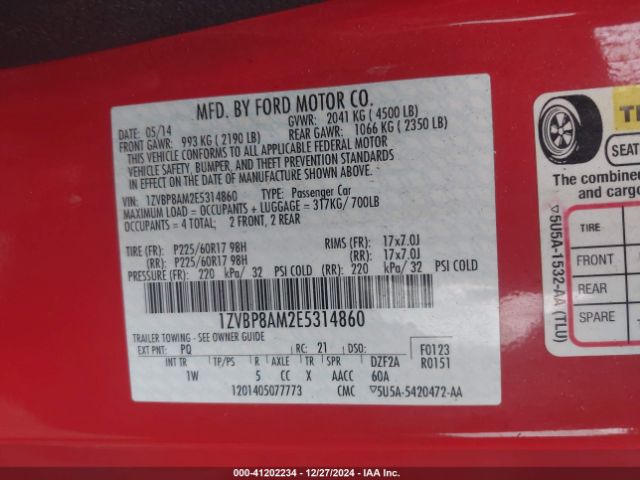 MFD. BY FORD MOTOR CO.
DATE: 05/14 GVWR: 2041 KG ( 4500 LB)
FRONT GAWR: 993 KG ( 2190 LB) REAR GAWR: 1066 KG ( 2350 LB)
THIS VEHICLE CONFORMS TO ALL APPLICABLE FEDERAL MOTOR
VEHICLE SAFETY, BUMPER, AND THEFT PREVENTION STANDARDS
IN EFFECT ON THE DATE OF MANUFACTURE SHOWN ABOVE.
VIN: 1ZVBP8AM2E5314860 TYPE: Passenger Car
MAXIMUM LOAD = OCCUPANTS + LUGGAGE = 317KG/ 700LB
OCCUPANTS = 4 TOTAL; 2 FRONT, 2 REAR
TIRE (FR): P225/60R17 98H RIMS (FR): 17x7.0J
(RR): P225/60R17 98H (RR): 17x7.0J
PRESSURE (FR): 220 kPa/ 32 PSI COLD (RR): 220 kPa/ 32 PSI COLD
1ZVBP8AM2E5314860
TRAILER TOWING - SEE OWNER GUIDE
EXT PNT: PQ RC: 21 DSO: F0123
INT TR TP/PS R AXLE TR SPR DZF2A R0151
1W 5 CC X AACC 60A
1201405077773 CMC ▽5U5A-5420472-AA
TI
SEAT
The combined
and cargo
TIRE
FRONT
REAR
SPARE
▽5U5A-1532-AA (TLU)
000-41202234 - 12/27/2024 - IAA Inc.